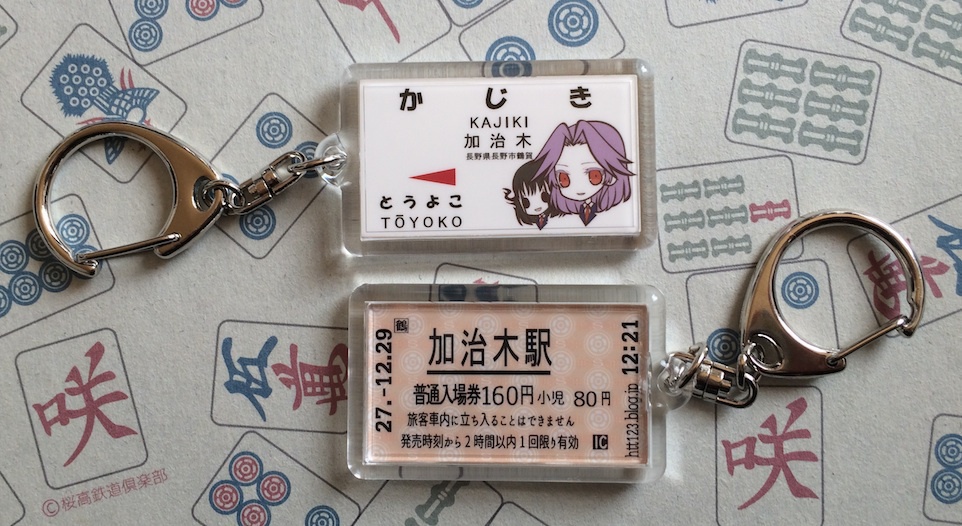 かじき
KAJIKI
加治木
長野県長野市鶴賀
とうよこ
TŌYOKO
27.-12.29
鶴
加治木駅
12:21
普通入場券160円 小児 80円
旅客車内に立ち入ることはできません
発売時刻から2時間以内1回限り有効
IC
htt123.blog.jp
咲
伍
萬
咲
©桜高鉄道倶楽部